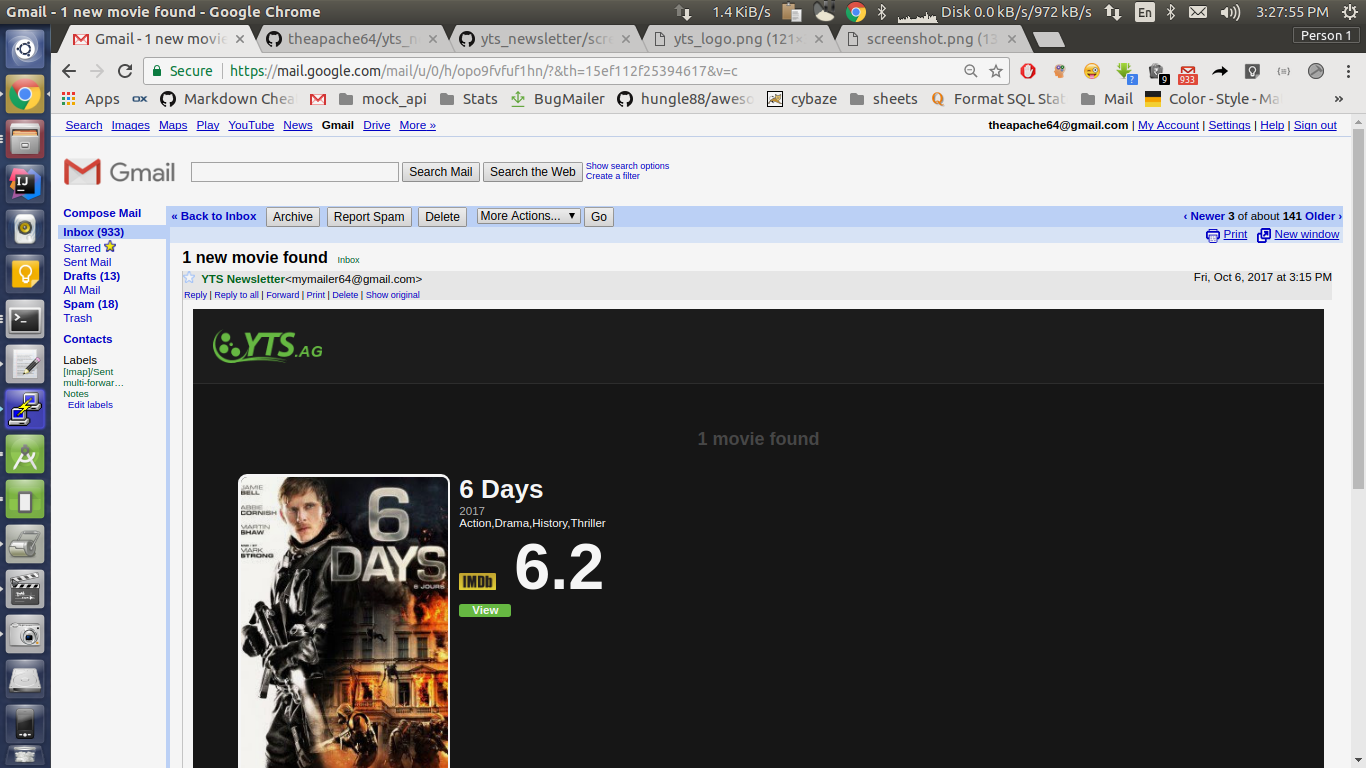 1 new movie found - Google Chrome
1.4 KiB/s
Disk 0.0 kB/s/972 kB/s
En
3:27:55 PM
Gmail - 1 new movie
theapache64/yts_n
yts_newsletter/scre
yts_logo.png (121×
screenshot.png (13
Person 1
Secure
https://mail.google.com/mail/u/0/h/opo9fvfuf1hn/?&th=15ef112f25394617&v=c
?
9
933
Apps
OX
Markdown Chea
mock_api
Stats
BugMailer
hungle88/aweso
cybaze
sheets
Format SQL Stat
Mail
Color - Style - Ma
»
Search Images Maps Play YouTube News Gmail Drive More »
theapache64@gmail.com | My Account | Settings | Help | Sign out
Gmail
Search Mail
Search the Web
Show search options
Create a filter
Compose Mail
Inbox (933)
Starred
Sent Mail
Drafts (13)
All Mail
Spam (18)
Trash
Contacts
Labels
[Imap]/Sent
multi-forwar…
Notes
Edit labels
« Back to Inbox
Archive
Report Spam
Delete
More Actions...
Go
‹ Newer 3 of about 141 Older ›
Print
New window
1 new movie found Inbox
YTS Newsletter<mymailer64@gmail.com>
Fri, Oct 6, 2017 at 3:15 PM
Reply | Reply to all | Forward | Print | Delete | Show original
YTS.AG
1 movie found
JAMIE
BELL
ABBIE
CORNISH
MARTIN
SHAW
MARK
STRONG
6
DAYS
6 JOURS
6 Days
2017
Action,Drama,History,Thriller
IMDb
6.2
View
IJ